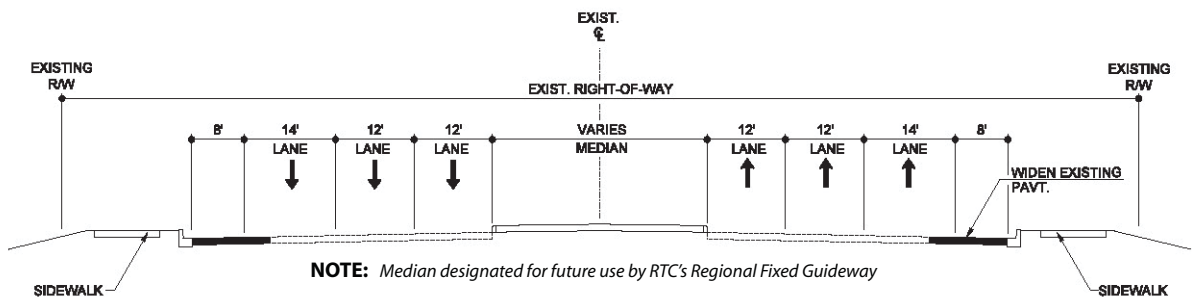 EXIST.
℄
EXISTING
R/W
EXISTING
R/W
EXIST. RIGHT-OF-WAY
8' 14' 12' 12' VARIES 12' 12' 14' 8'
LANE LANE LANE MEDIAN LANE LANE LANE
WIDEN EXISTING
PAVT.
NOTE: Median designated for future use by RTC's Regional Fixed Guideway
SIDEWALK SIDEWALK